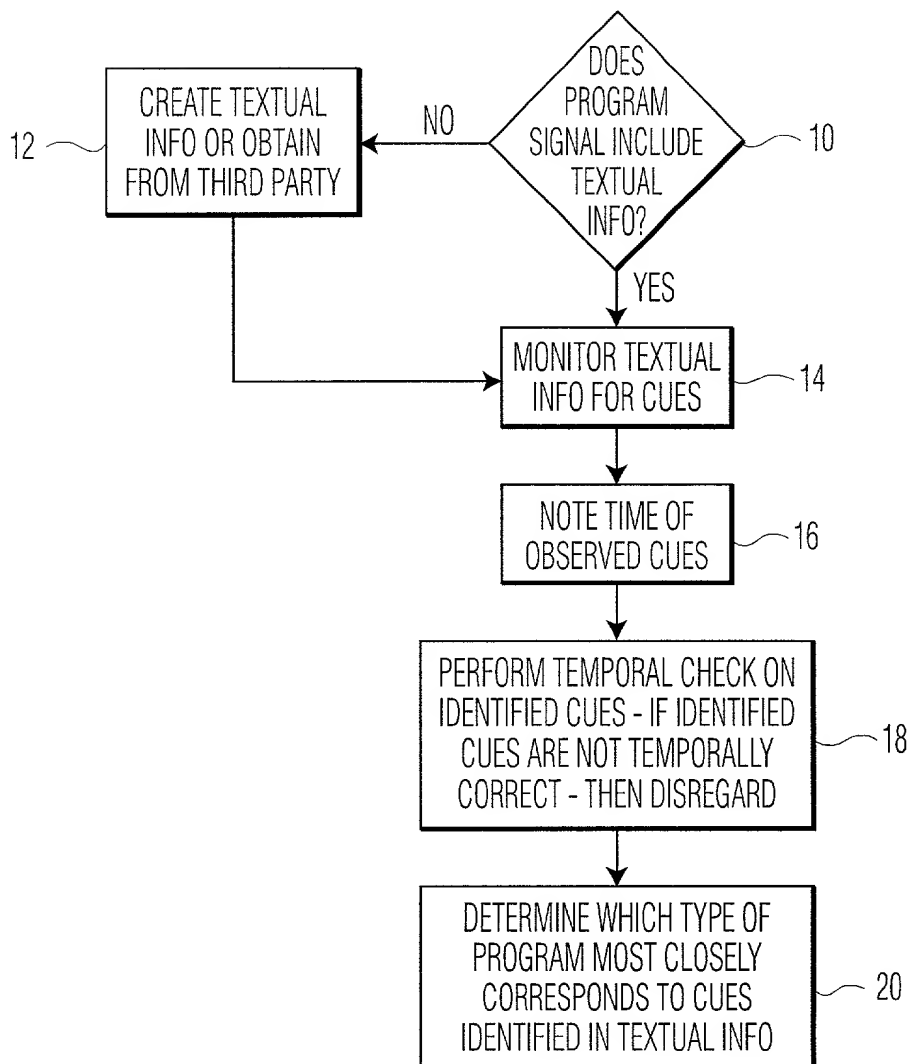 DOES
PROGRAM
SIGNAL INCLUDE
TEXTUAL
INFO?
10
NO
CREATE TEXTUAL
INFO OR OBTAIN
FROM THIRD PARTY
12
YES
MONITOR TEXTUAL
INFO FOR CUES
14
NOTE TIME OF
OBSERVED CUES
16
PERFORM TEMPORAL CHECK ON
IDENTIFIED CUES - IF IDENTIFIED
CUES ARE NOT TEMPORALLY
CORRECT - THEN DISREGARD
18
DETERMINE WHICH TYPE OF
PROGRAM MOST CLOSELY
CORRESPONDS TO CUES
IDENTIFIED IN TEXTUAL INFO
20